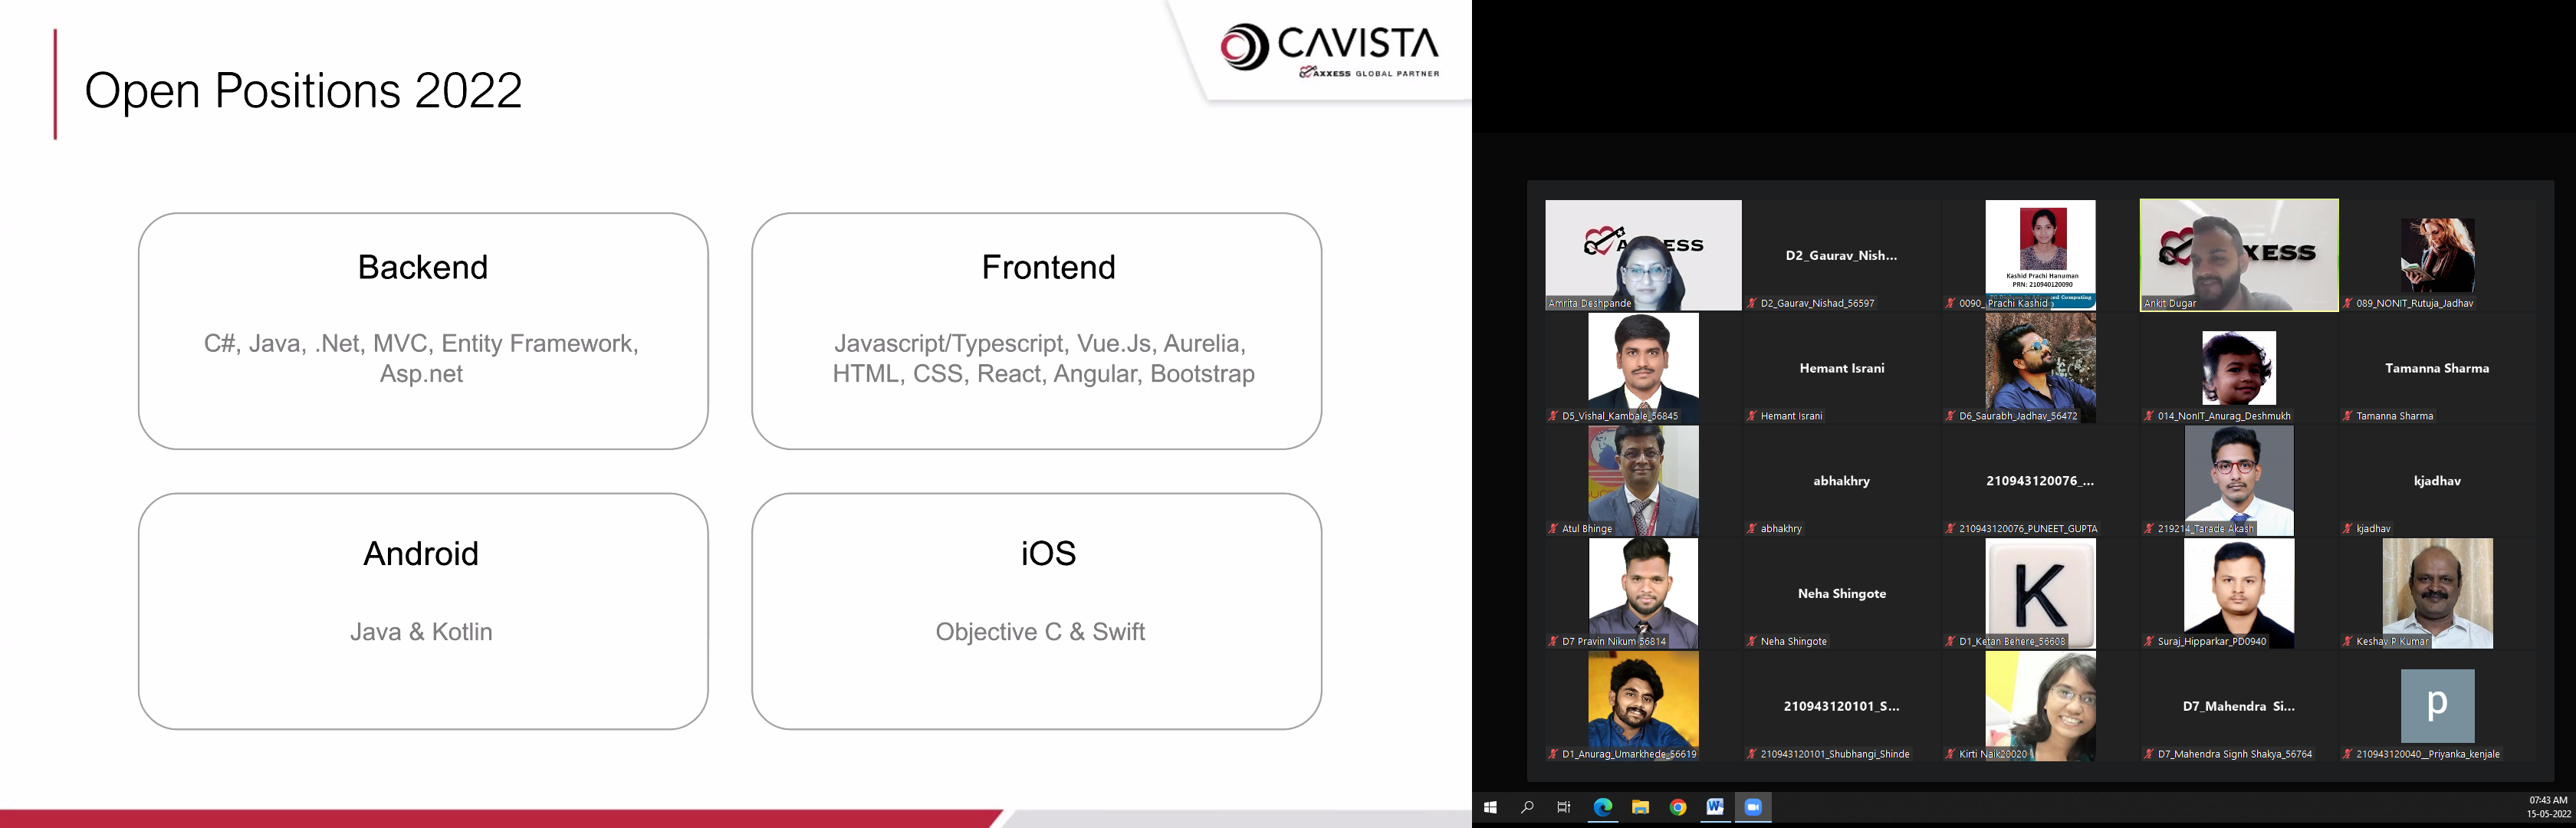 Open Positions 2022
CAVISTA
AXXESS GLOBAL PARTNER
Backend
C#, Java, .Net, MVC, Entity Framework,
Asp.net
Frontend
Javascript/Typescript, Vue.Js, Aurelia,
HTML, CSS, React, Angular, Bootstrap
Android
Java & Kotlin
iOS
Objective C & Swift
AXXESS
Amrita Deshpande
D2_Gaurav_Nish...
D2_Gaurav_Nishad_56597
Kashid Prachi Hanuman
PRN: 210940120090
0090_ Prachi Kashid
XESS
Ankit Dugar
089_NONIT_Rutuja_Jadhav
D5_Vishal_Kambale_56845
Hemant Israni
Hemant Israni
D6_Saurabh_Jadhav_56472
014_NonIT_Anurag_Deshmukh
Tamanna Sharma
Tamanna Sharma
Atul Bhinge
abhakhry
abhakhry
210943120076_...
210943120076_PUNEET_GUPTA
219214_Tarade Akash
kjadhav
kjadhav
D7 Pravin Nikum 56814
Neha Shingote
Neha Shingote
K
D1_Ketan Behere_56608
Suraj_Hipparkar_PD0940
Keshav P Kumar
D1_Anurag_Umarkhede_56619
210943120101_S...
210943120101_Shubhangi_Shinde
Kirti Naik20020
D7_Mahendra Si...
D7_Mahendra Signh Shakya_56764
p
210943120040__Priyanka_kenjale
07:43 AM
15-05-2022